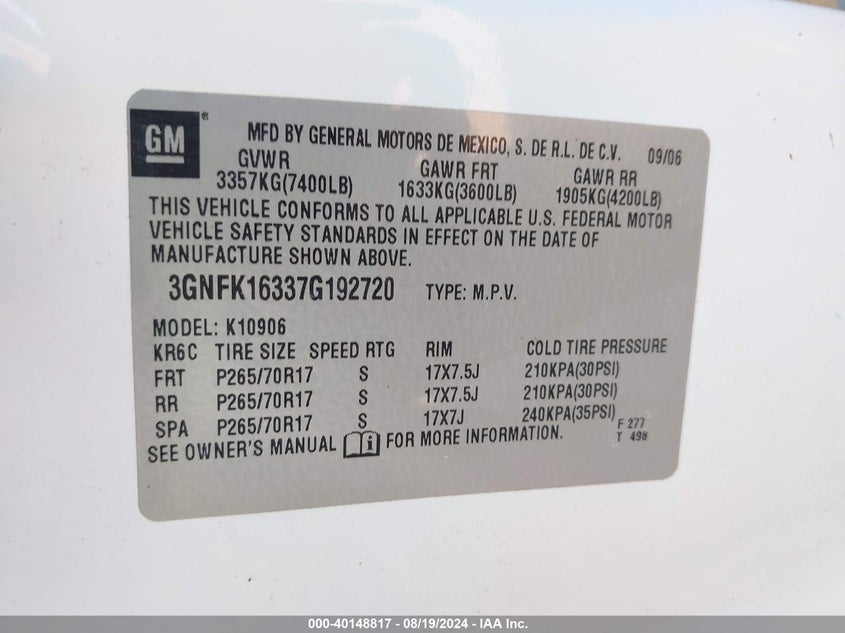 GM ® MFD BY GENERAL MOTORS DE MEXICO, S. DE R.L. DE C.V. 09/06
GVWR GAWR FRT GAWR RR
3357KG(7400LB) 1633KG(3600LB) 1905KG(4200LB)
THIS VEHICLE CONFORMS TO ALL APPLICABLE U.S. FEDERAL MOTOR
VEHICLE SAFETY STANDARDS IN EFFECT ON THE DATE OF
MANUFACTURE SHOWN ABOVE.
3GNFK16337G192720 TYPE: M.P.V.
MODEL: K10906
KR6C TIRE SIZE SPEED RTG RIM COLD TIRE PRESSURE
FRT P265/70R17 S 17X7.5J 210KPA(30PSI)
RR P265/70R17 S 17X7.5J 210KPA(30PSI)
SPA P265/70R17 S 17X7J 240KPA(35PSI) F 277
T 498
SEE OWNER'S MANUAL i FOR MORE INFORMATION.
000-40148817 - 08/19/2024 - IAA Inc.